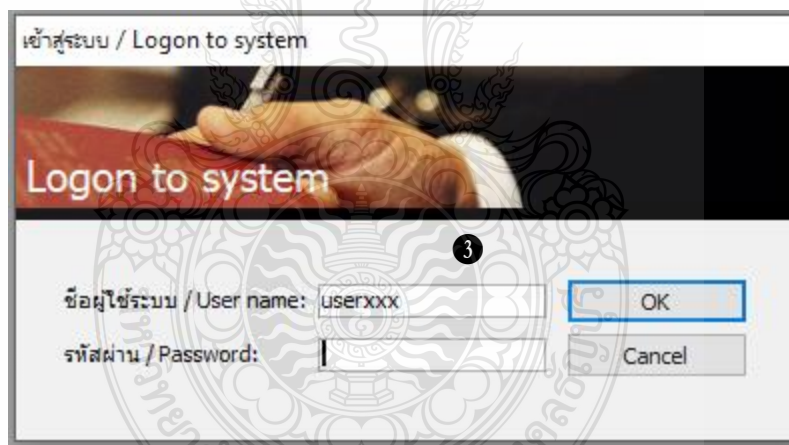 เข้าสู่ระบบ / Logon to system
Logon to system
3
ชื่อผู้ใช้ระบบ / User name: userxxx OK
รหัสผ่าน / Password: Cancel